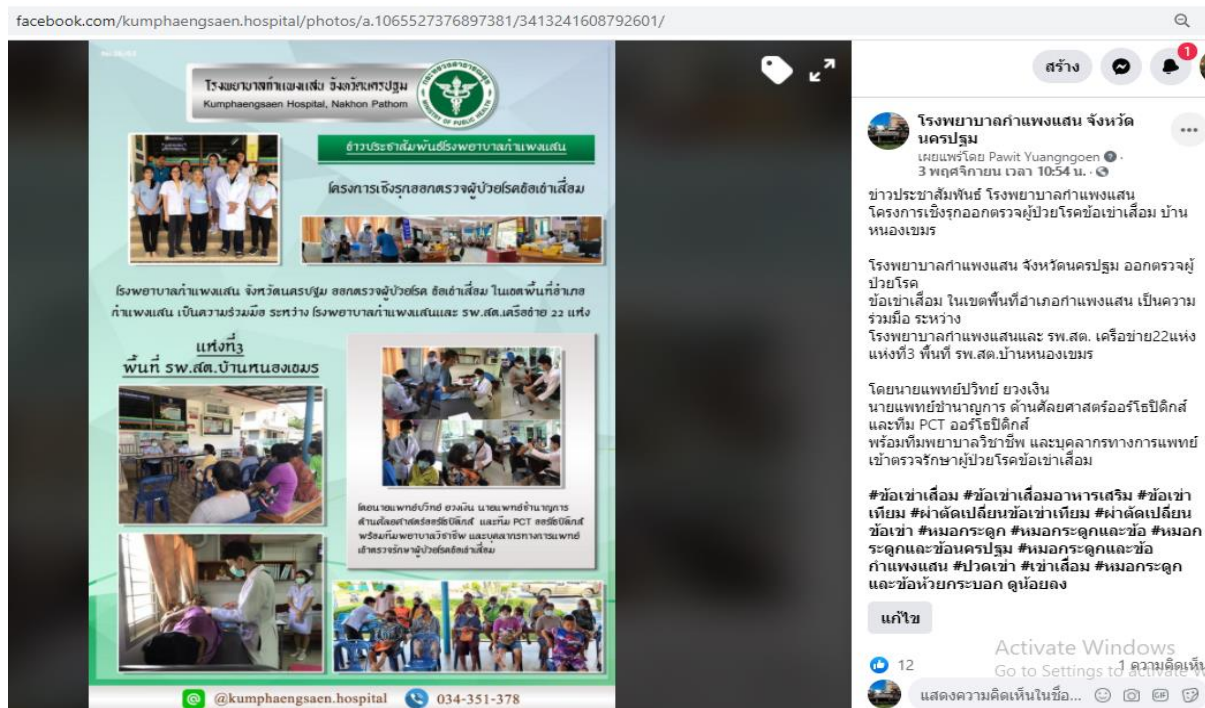 facebook.com/kumphaengsaen.hospital/photos/a.1065527376897381/3413241608792601/
โรงพยาบาลกำแพงแสน จังหวัดนครปฐม
Kumphaengsaen Hospital, Nakhon Pathom
กระทรวงสาธารณสุข
MINISTRY OF PUBLIC HEALTH
ข่าวประชาสัมพันธ์โรงพยาบาลกำแพงแสน
โครงการเชิงรุกออกตรวจผู้ป่วยโรคข้อเข่าเสื่อม
โรงพยาบาลกำแพงแสน จังหวัดนครปฐม ออกตรวจผู้ป่วยโรค ข้อเข่าเสื่อม ในเขตพื้นที่อำเภอ
กำแพงแสน เป็นความร่วมมือ ระหว่าง โรงพยาบาลกำแพงแสนและ รพ.สต.เครือข่าย 22 แห่ง
แห่งที่3
พื้นที่ รพ.สต.บ้านหนองเขมร
โดยนายแพทย์ปวิทย์ ยวงเงิน นายแพทย์ชำนาญการ
ด้านศัลยศาสตร์ออร์โธปิดิกส์ และทีม PCT ออร์โธปิดิกส์
พร้อมทีมพยาบาลวิชาชีพ และบุคลากรทางการแพทย์
เข้าตรวจรักษาผู้ป่วยโรคข้อเข่าเสื่อม
@kumphaengsaen.hospital 034-351-378
สร้าง
1
โรงพยาบาลกำแพงแสน จังหวัด
นครปฐม
เผยแพร่โดย Pawit Yuangngoen
3 พฤศจิกายน เวลา 10:54 น.
ข่าวประชาสัมพันธ์ โรงพยาบาลกำแพงแสน
โครงการเชิงรุกออกตรวจผู้ป่วยโรคข้อเข่าเสื่อม บ้าน
หนองเขมร
โรงพยาบาลกำแพงแสน จังหวัดนครปฐม ออกตรวจผู้
ป่วยโรค
ข้อเข่าเสื่อม ในเขตพื้นที่อำเภอกำแพงแสน เป็นความ
ร่วมมือ ระหว่าง
โรงพยาบาลกำแพงแสนและ รพ.สต. เครือข่าย22แห่ง
แห่งที่3 พื้นที่ รพ.สต.บ้านหนองเขมร
โดยนายแพทย์ปวิทย์ ยวงเงิน
นายแพทย์ชำนาญการ ด้านศัลยศาสตร์ออร์โธปิดิกส์
และทีม PCT ออร์โธปิดิกส์
พร้อมทีมพยาบาลวิชาชีพ และบุคลากรทางการแพทย์
เข้าตรวจรักษาผู้ป่วยโรคข้อเข่าเสื่อม
#ข้อเข่าเสื่อม #ข้อเข่าเสื่อมอาหารเสริม #ข้อเข่า
เทียม #ผ่าตัดเปลี่ยนข้อเข่าเทียม #ผ่าตัดเปลี่ยน
ข้อเข่า #หมอกระดูก #หมอกระดูกและข้อ #หมอก
ระดูกและข้อนครปฐม #หมอกระดูกและข้อ
กำแพงแสน #ปวดเข่า #เข่าเสื่อม #หมอกระดูก
และข้อห้วยกระบอก ดูน้อยลง
แก้ไข
Activate Windows
Go to Settings to activate W
12
1 ความคิดเห็น
แสดงความคิดเห็นในชื่อ...
GIF